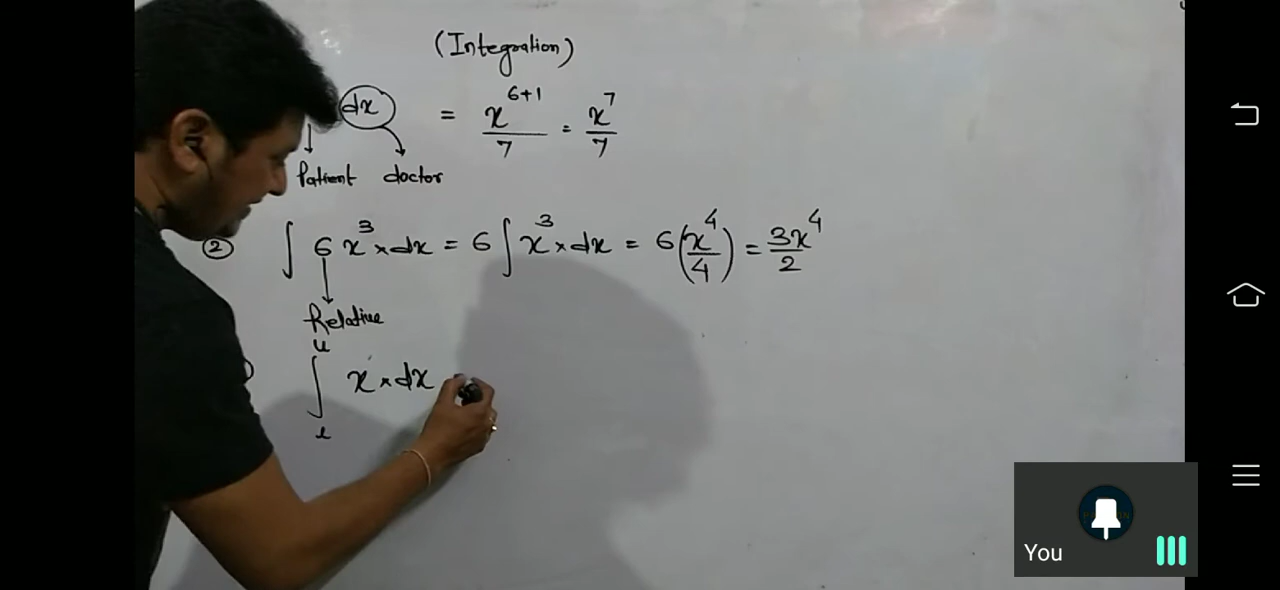 (Integration)
dx = x^{6+1}/7 = x^7/7
Patient doctor
② ∫ 6 x^3 × dx = 6 ∫ x^3 × dx = 6 (x^4/4) = 3x^4/2
Relative
∫_l^u x × dx
You